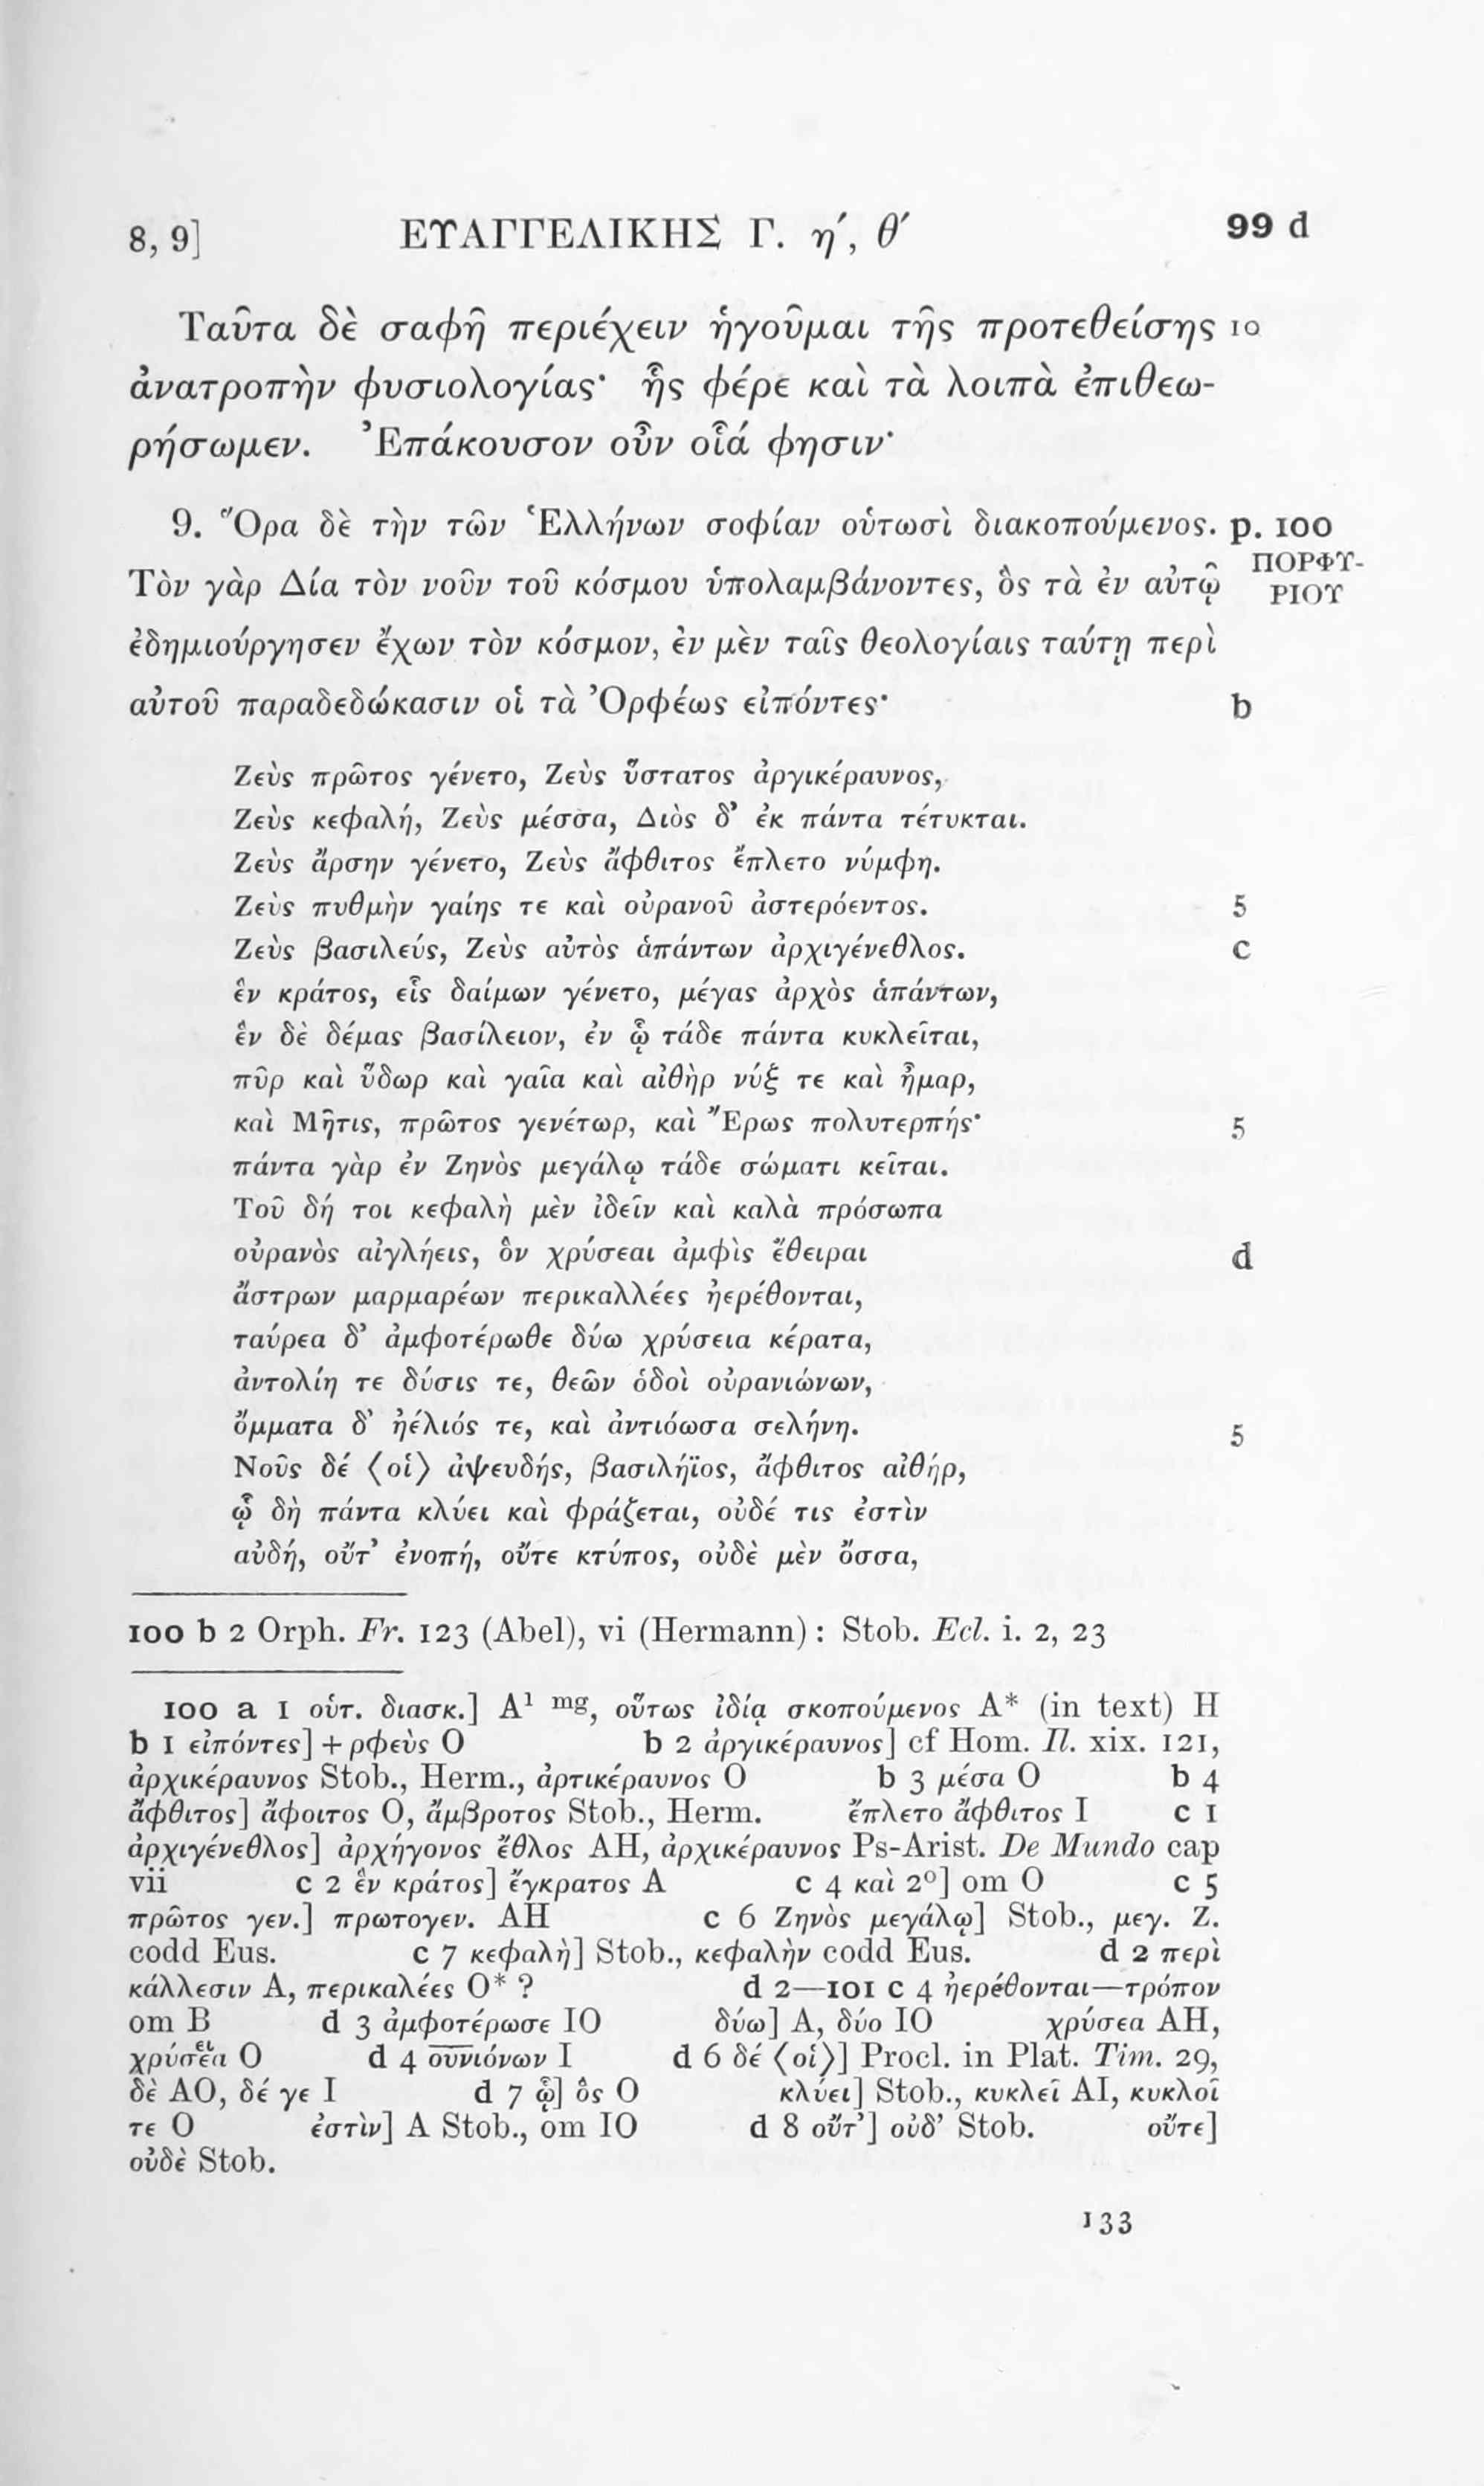 8, 9] ΕΥΑΓΓΕΛΙΚΗΣ Γ. η′, θ′ 99 d
Ταῦτα δὲ σαφῆ περιέχειν ἡγοῦμαι τῆς προτεθείσης 10
ἀνατροπὴν φυσιολογίας· ἧς φέρε καὶ τὰ λοιπὰ ἐπιθεω-
ρήσωμεν. Ἐπάκουσον οὖν οἷά φησιν·
9. Ὅρα δὲ τὴν τῶν Ἑλλήνων σοφίαν οὑτωσὶ διακοπούμενος. p. 100
ΠΟΡΦΥ-
Τὸν γὰρ Δία τὸν νοῦν τοῦ κόσμου ὑπολαμβάνοντες, ὃς τὰ ἐν αὐτῷ ΡΙΟΥ
ἐδημιούργησεν ἔχων τὸν κόσμον, ἐν μὲν ταῖς θεολογίαις ταύτῃ περὶ
αὐτοῦ παραδεδώκασιν οἱ τὰ Ὀρφέως εἰπόντες· b
Ζεὺς πρῶτος γένετο, Ζεὺς ὕστατος ἀργικέραυνος,
Ζεὺς κεφαλή, Ζεὺς μέσσα, Διὸς δ’ ἐκ πάντα τέτυκται.
Ζεὺς ἄρσην γένετο, Ζεὺς ἄφθιτος ἔπλετο νύμφη.
Ζεὺς πυθμὴν γαίης τε καὶ οὐρανοῦ ἀστερόεντος. 5
Ζεὺς βασιλεύς, Ζεὺς αὐτὸς ἁπάντων ἀρχιγένεθλος. c
ἓν κράτος, εἷς δαίμων γένετο, μέγας ἀρχὸς ἁπάντων,
ἓν δὲ δέμας βασίλειον, ἐν ᾧ τάδε πάντα κυκλεῖται,
πῦρ καὶ ὕδωρ καὶ γαῖα καὶ αἰθὴρ νύξ τε καὶ ἦμαρ,
καὶ Μῆτις, πρῶτος γενέτωρ, καὶ Ἔρως πολυτερπής· 5
πάντα γὰρ ἐν Ζηνὸς μεγάλῳ τάδε σώματι κεῖται.
Τοῦ δή τοι κεφαλὴ μὲν ἰδεῖν καὶ καλὰ πρόσωπα
οὐρανὸς αἰγλήεις, ὃν χρύσεαι ἀμφὶς ἔθειραι d
ἄστρων μαρμαρέων περικαλλέες ἠερέθονται,
ταύρεα δ’ ἀμφοτέρωθε δύω χρύσεια κέρατα,
ἀντολίη τε δύσις τε, θεῶν ὁδοὶ οὐρανιώνων,
ὄμματα δ’ ἠέλιός τε, καὶ ἀντιόωσα σελήνη. 5
Νοῦς δέ ⟨οἱ⟩ ἀψευδής, βασιλήϊος, ἄφθιτος αἰθήρ,
ᾧ δὴ πάντα κλύει καὶ φράζεται, οὐδέ τις ἐστὶν
αὐδή, οὔτ’ ἐνοπή, οὔτε κτύπος, οὐδὲ μὲν ὄσσα,
100 b 2 Orph. Fr. 123 (Abel), vi (Hermann): Stob. Ecl. i. 2, 23
100 a 1 οὑτ. διασκ.] A¹ ᵐᵍ, οὕτως ἰδίᾳ σκοπούμενος A* (in text) H
b 1 εἰπόντες] + ρφεὺς O b 2 ἀργικέραυνος] cf Hom. Il. xix. 121,
ἀρχικέραυνος Stob., Herm., ἀρτικέραυνος O b 3 μέσα O b 4
ἄφθιτος] ἄφοιτος O, ἄμβροτος Stob., Herm. ἔπλετο ἄφθιτος I c 1
ἀρχιγένεθλος] ἀρχήγονος ἔθλος AH, ἀρχικέραυνος Ps-Arist. De Mundo cap
vii c 2 ἓν κράτος] ἔγκρατος A c 4 καὶ 2⁰] om O c 5
πρῶτος γεν.] πρωτογεν. AH c 6 Ζηνὸς μεγάλῳ] Stob., μεγ. Ζ.
codd Eus. c 7 κεφαλὴ] Stob., κεφαλὴν codd Eus. d 2 περὶ
κάλλεσιν A, περικαλέες O* ? d 2—101 c 4 ἠερέθονται—τρόπον
om B d 3 ἀμφοτέρωσε IO δύω] A, δύο IO χρύσεα AH,
χρύσεῖα O d 4 ουνιόνων I d 6 δέ ⟨οἱ⟩] Procl. in Plat. Tim. 29,
δὲ AO, δέ γε I d 7 ᾧ] ὃς O κλύει] Stob., κυκλεῖ AI, κυκλοῖ
τε O ἐστὶν] A Stob., om IO d 8 οὔτ’] οὐδ’ Stob. οὔτε]
οὐδὲ Stob.
133